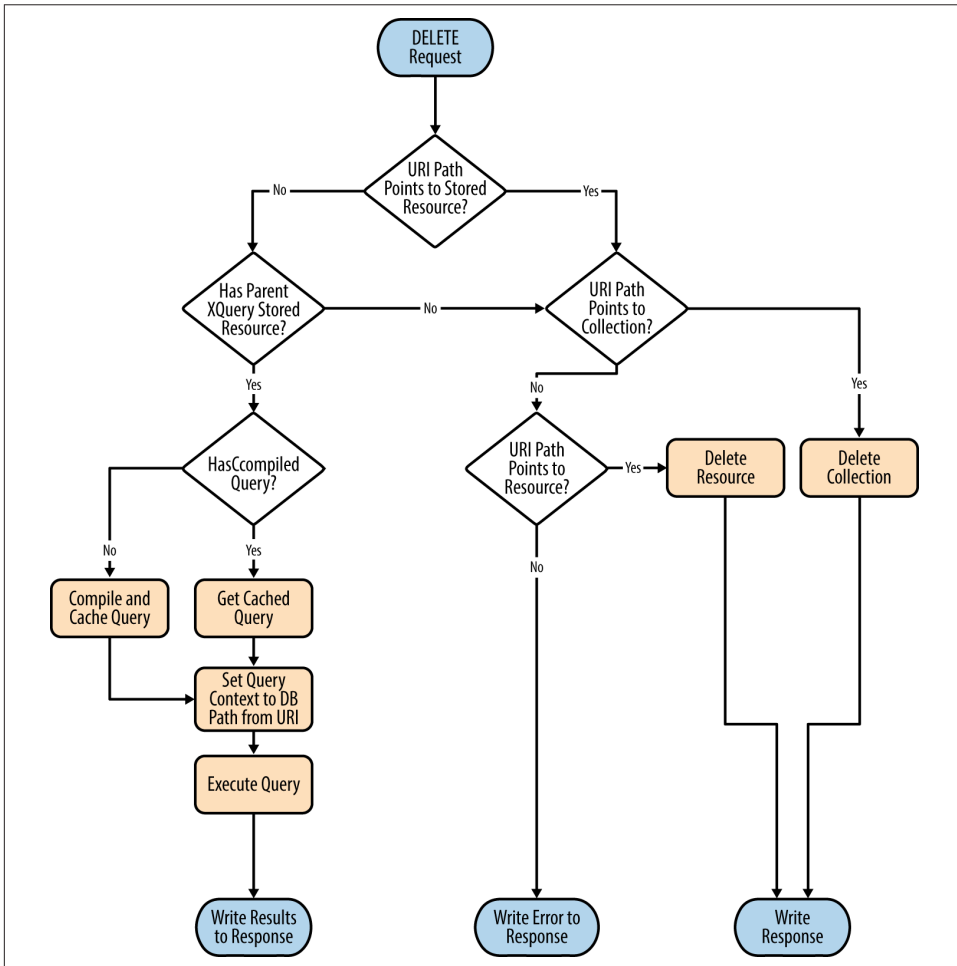 DELETE
Request
URI Path
Points to Stored
Resource?
No
Yes
Has Parent
XQuery Stored
Resource?
No
URI Path
Points to
Collection?
Yes
No
Yes
HasCcompiled
Query?
URI Path
Points to
Resource?
Yes
Delete
Resource
Delete
Collection
No
Yes
No
Compile and
Cache Query
Get Cached
Query
Set Query
Context to DB
Path from URI
Execute Query
Write Results
to Response
Write Error to
Response
Write
Response